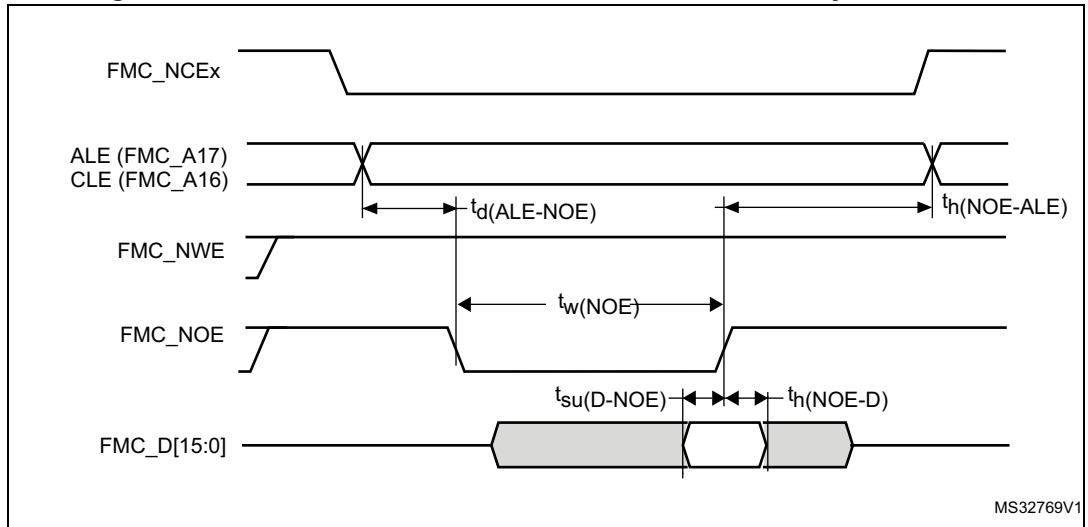 FMC_NCEx
ALE (FMC_A17)
CLE (FMC_A16)
td(ALE-NOE)
th(NOE-ALE)
FMC_NWE
tw(NOE)
FMC_NOE
tsu(D-NOE)
th(NOE-D)
FMC_D[15:0]
MS32769V1